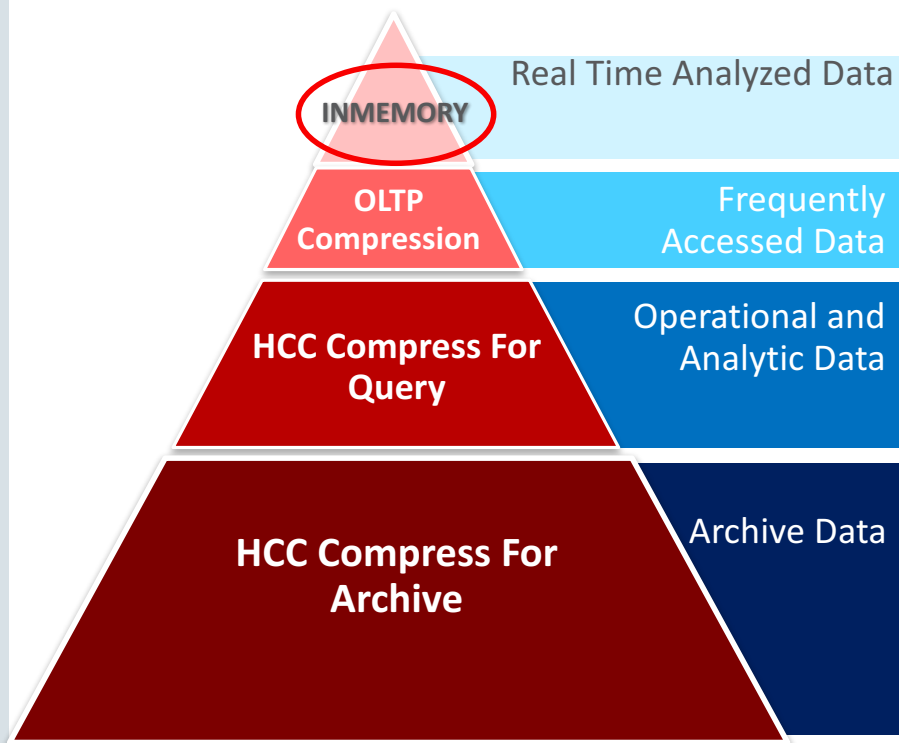 Real Time Analyzed Data
INMEMORY
OLTP
Compression
Frequently
Accessed Data
HCC Compress For
Query
Operational and
Analytic Data
HCC Compress For
Archive
Archive Data